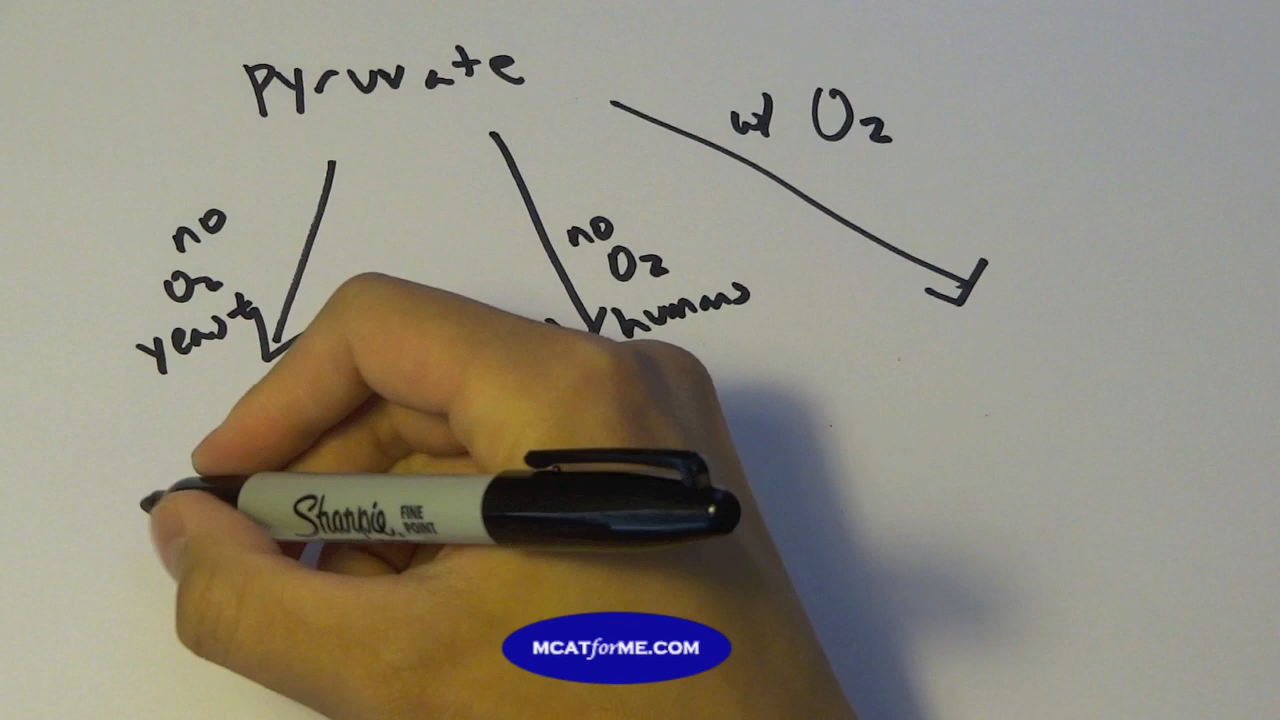 Pyruvate
w/ O2
no
O2
yeast
no
O2
humans
Sharpie
FINE
POINT
MCATforME.COM